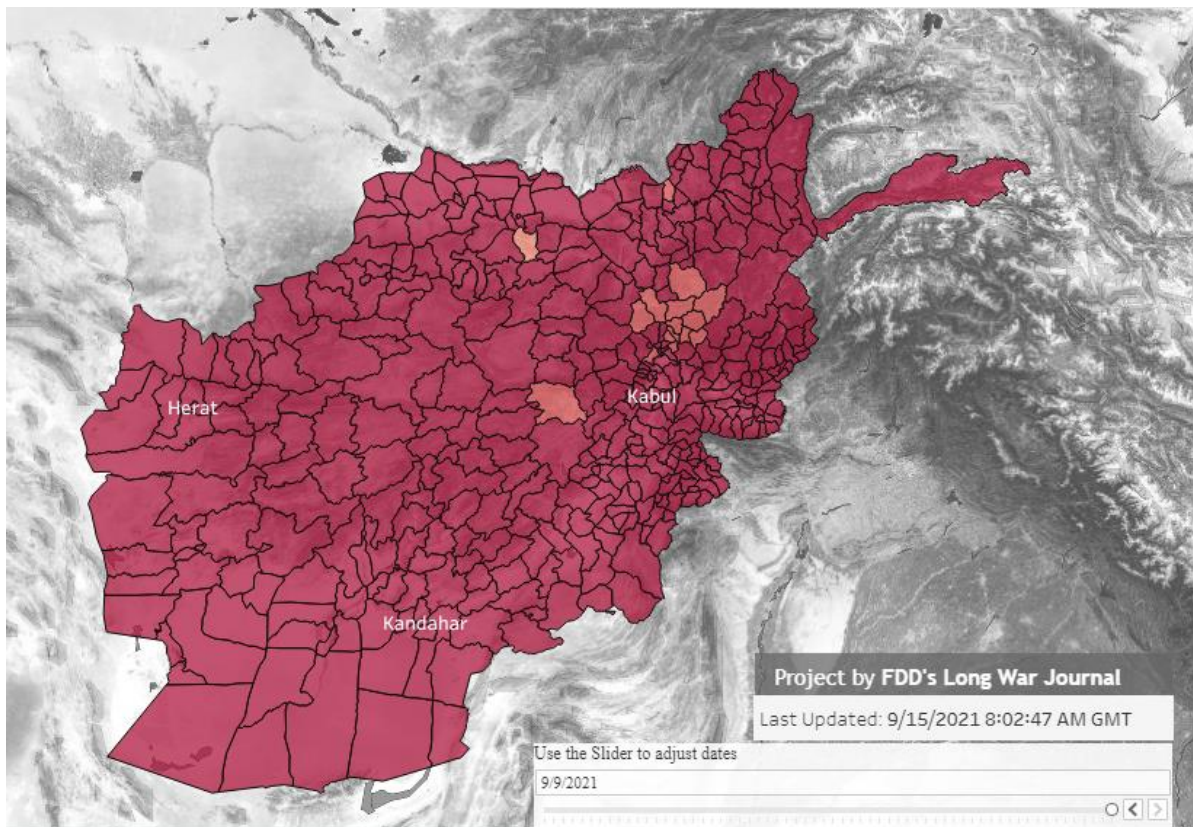 Herat
Kabul
Kandahar
Project by FDD's Long War Journal
Last Updated: 9/15/2021 8:02:47 AM GMT
Use the Slider to adjust dates
9/9/2021